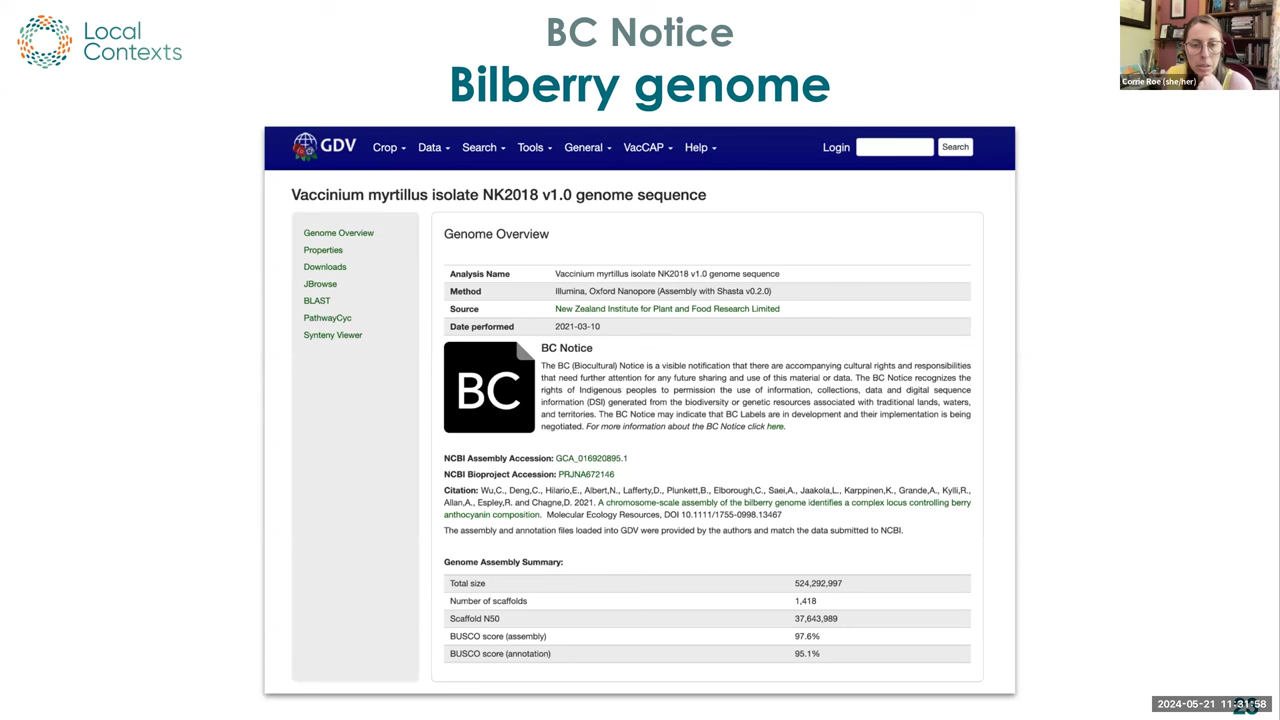 Local
Contexts
BC Notice
Bilberry genome
Corrie Roe (she/her)
GDV Crop Data Search Tools General VacCAP Help Login Search
Vaccinium myrtillus isolate NK2018 v1.0 genome sequence
Genome Overview
Properties
Downloads
JBrowse
BLAST
PathwayCyc
Synteny Viewer
Genome Overview
Analysis Name Vaccinium myrtillus isolate NK2018 v1.0 genome sequence
Method Illumina, Oxford Nanopore (Assembly with Shasta v0.2.0)
Source New Zealand Institute for Plant and Food Research Limited
Date performed 2021-03-10
BC
BC Notice
The BC (Biocultural) Notice is a visible notification that there are accompanying cultural rights and responsibilities
that need further attention for any future sharing and use of this material or data. The BC Notice recognizes the
rights of Indigenous peoples to permission the use of information, collections, data and digital sequence
information (DSI) generated from the biodiversity or genetic resources associated with traditional lands, waters,
and territories. The BC Notice may indicate that BC Labels are in development and their implementation is being
negotiated. For more information about the BC Notice click here.
NCBI Assembly Accession: GCA_016920895.1
NCBI Bioproject Accession: PRJNA672146
Citation: Wu,C., Deng,C., Hilario,E., Albert,N., Lafferty,D., Plunkett,B., Elborough,C., Saei,A., Jaakola,L., Karppinen,K., Grande,A., Kylli,R.,
Allan,A., Espley,R. and Chagne,D. 2021. A chromosome-scale assembly of the bilberry genome identifies a complex locus controlling berry
anthocyanin composition. Molecular Ecology Resources, DOI 10.1111/1755-0998.13467
The assembly and annotation files loaded into GDV were provided by the authors and match the data submitted to NCBI.
Genome Assembly Summary:
Total size 524,292,997
Number of scaffolds 1,418
Scaffold N50 37,643,989
BUSCO score (assembly) 97.6%
BUSCO score (annotation) 95.1%
2024-05-21 11:31:58